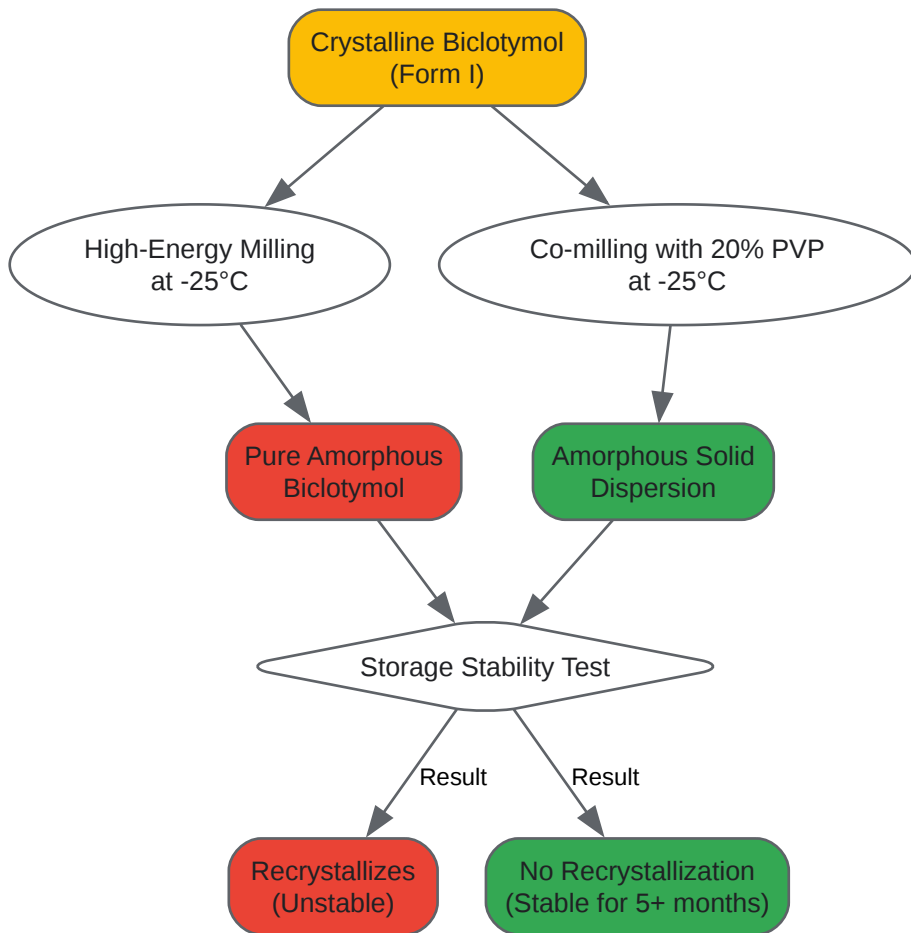 Crystalline Biclotymol
(Form I)
High-Energy Milling
at -25°C
Co-milling with 20% PVP
at -25°C
Pure Amorphous
Biclotymol
Amorphous Solid
Dispersion
Storage Stability Test
Result
Result
Recrystallizes
(Unstable)
No Recrystallization
(Stable for 5+ months)